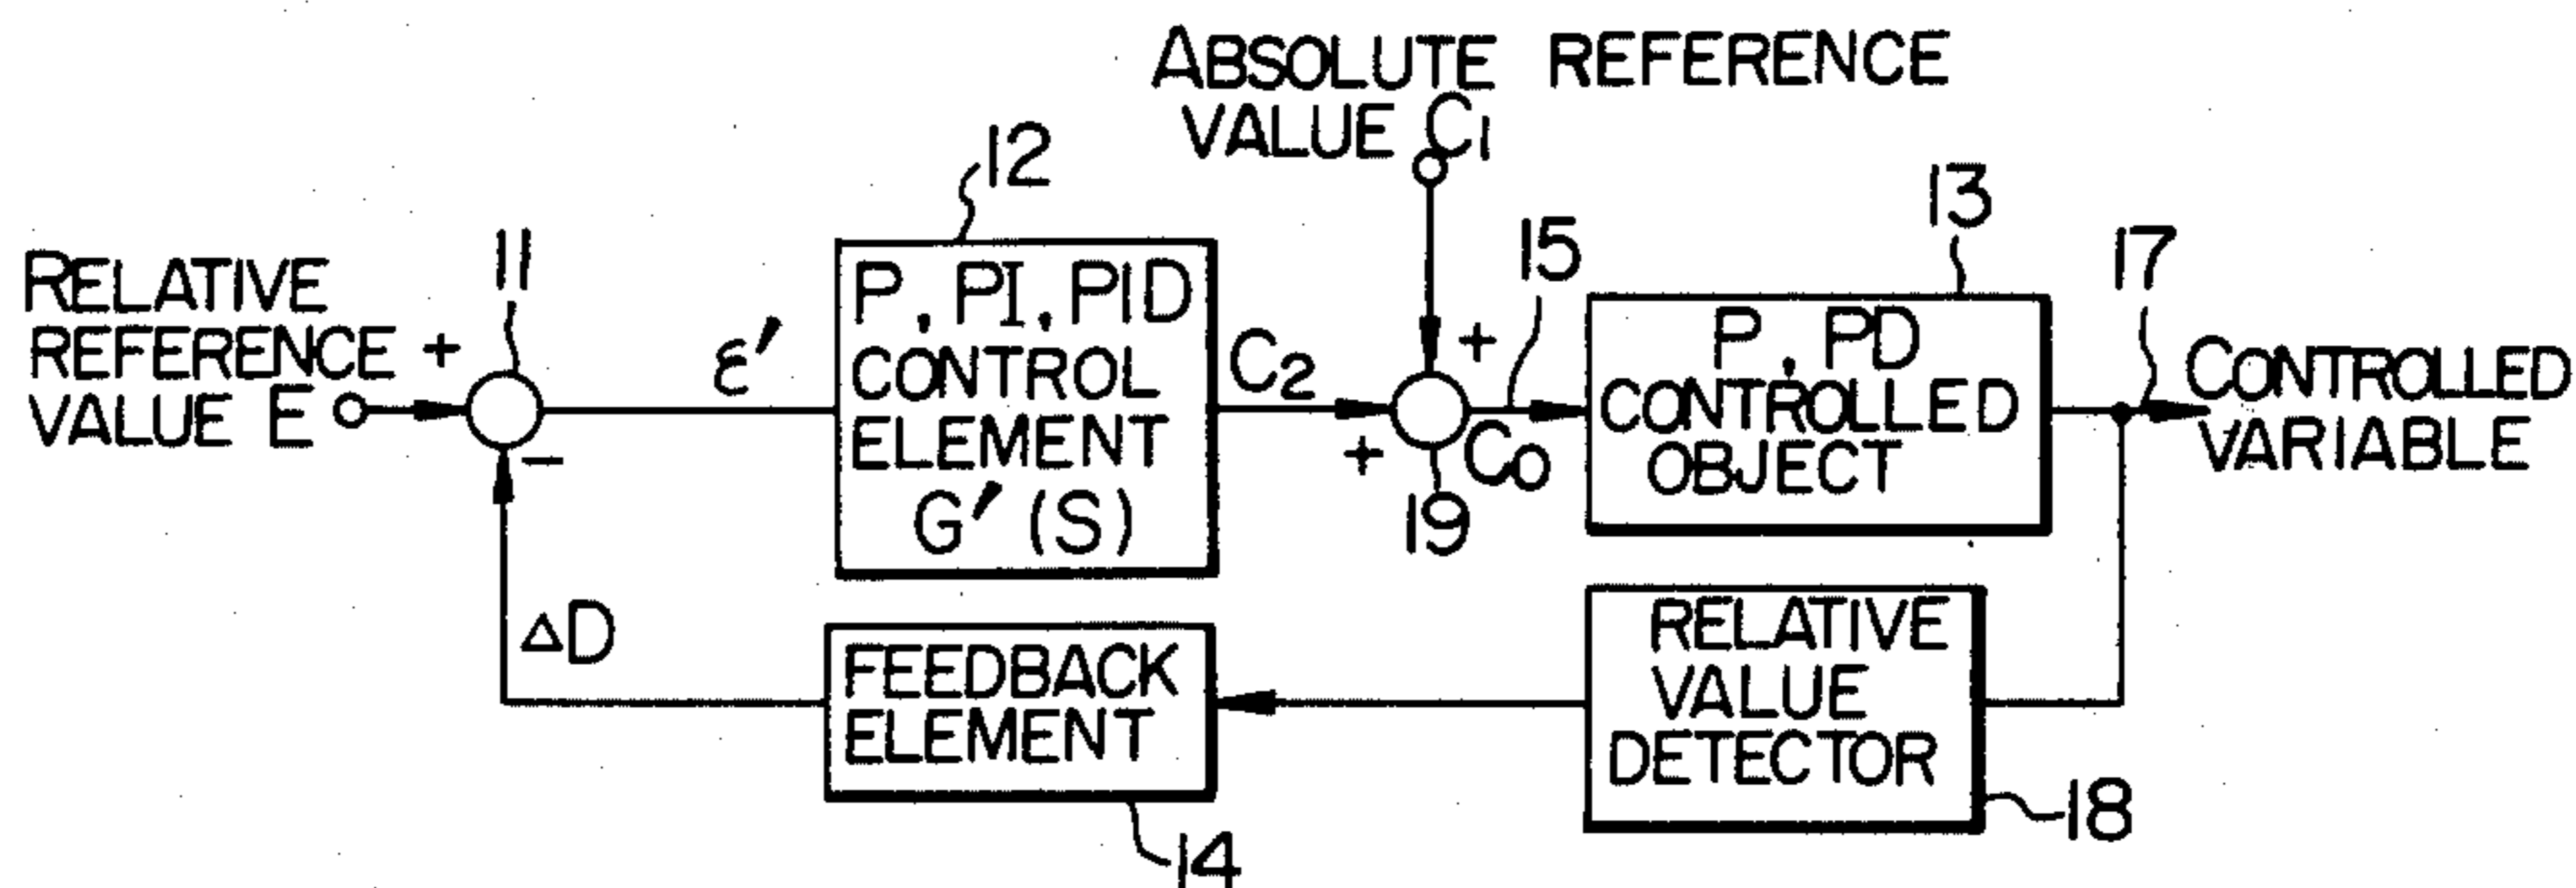 ABSOLUTE REFERENCE
VALUE C1
RELATIVE
REFERENCE
VALUE E
+
11
-
ε'
12
P, PI, PID
CONTROL
ELEMENT
G' (S)
C2
+
+
19
15
C0
13
P, PD
CONTROLLED
OBJECT
17
CONTROLLED
VARIABLE
ΔD
FEEDBACK
ELEMENT
14
RELATIVE
VALUE
DETECTOR
18